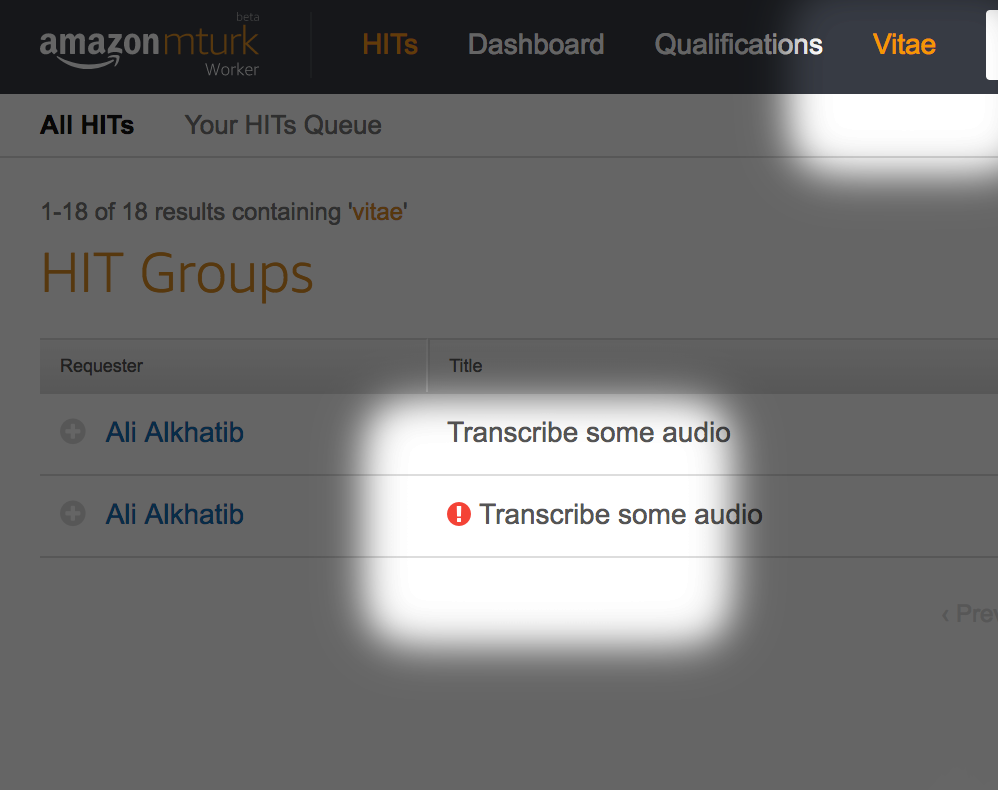 beta
amazon mturk
Worker
HITs Dashboard Qualifications Vitae
All HITs Your HITs Queue
1-18 of 18 results containing 'vitae'
HIT Groups
Requester Title
Ali Alkhatib Transcribe some audio
Ali Alkhatib Transcribe some audio
‹ Prev